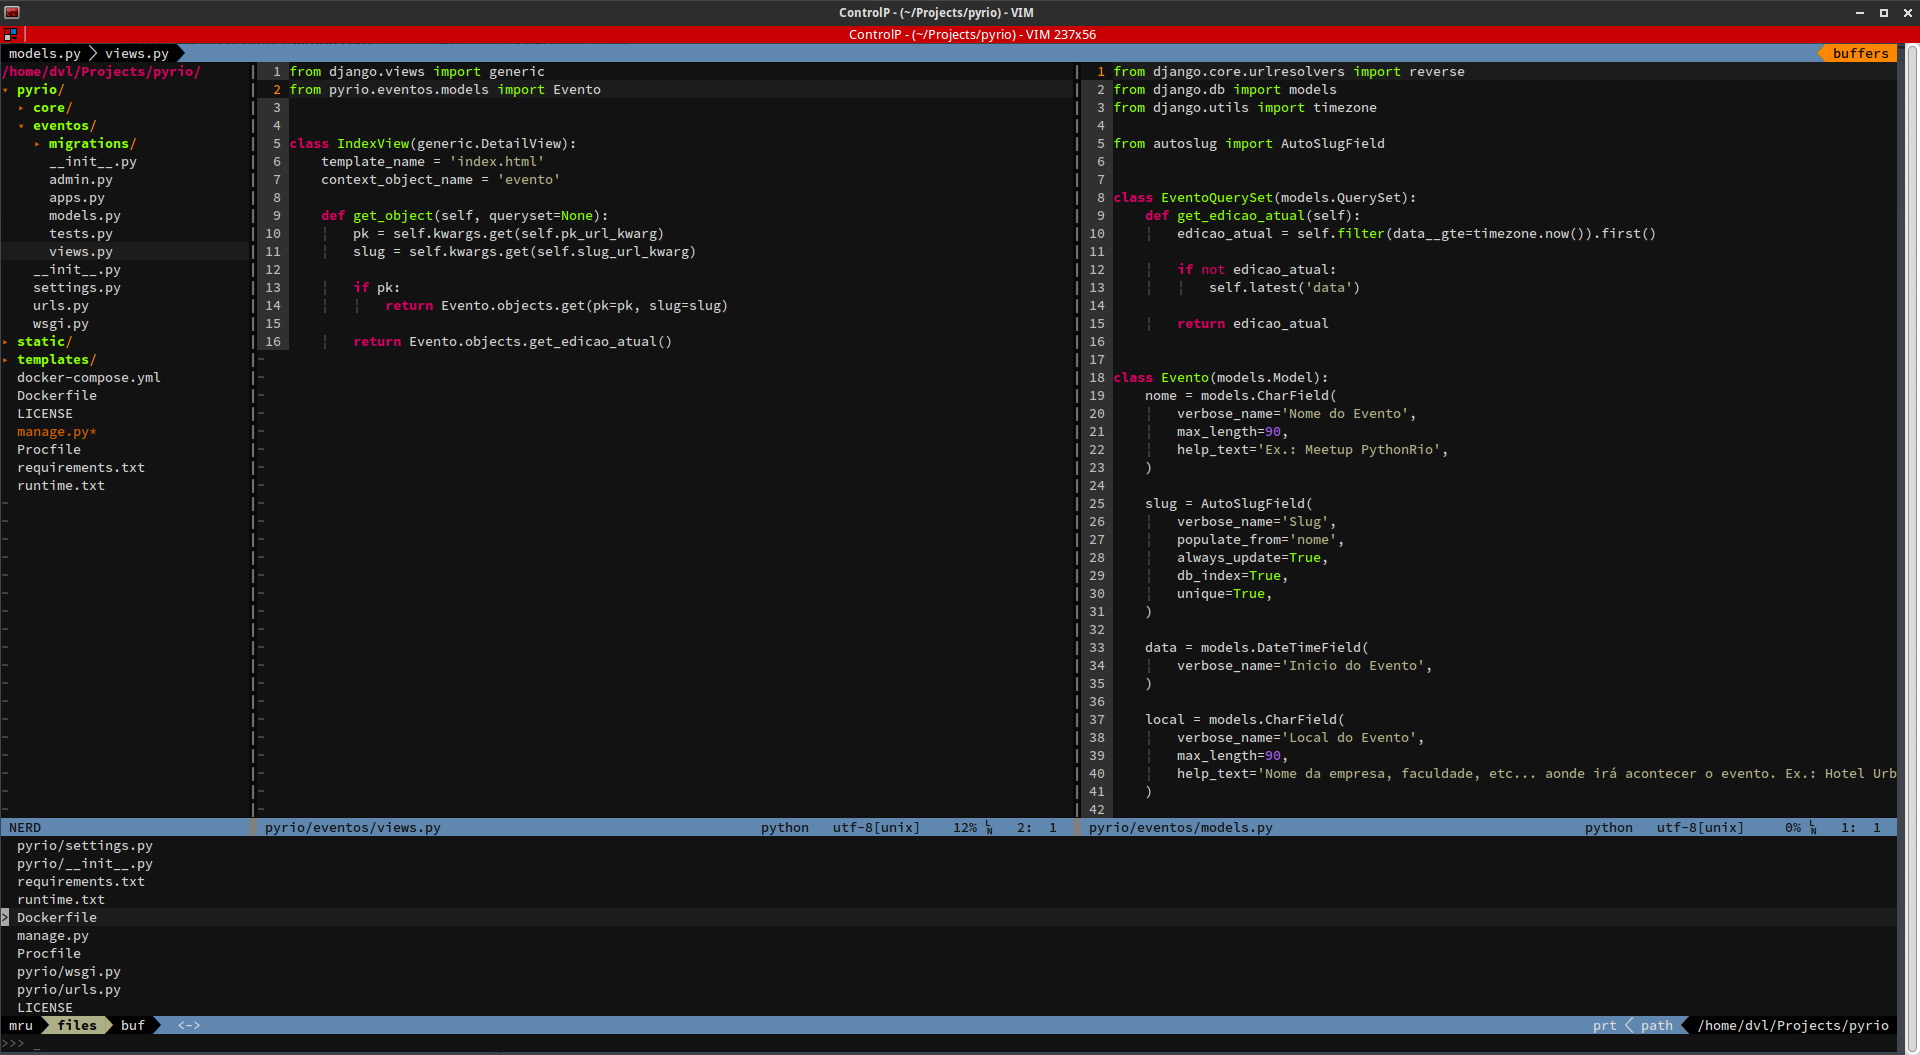 ControlP - (~/Projects/pyrio) - VIM
ControlP - (~/Projects/pyrio) - VIM 237x56
models.py views.py
buffers
/home/dvl/Projects/pyrio/
▾ pyrio/
▸ core/
▾ eventos/
▸ migrations/
__init__.py
admin.py
apps.py
models.py
tests.py
views.py
__init__.py
settings.py
urls.py
wsgi.py
▸ static/
▸ templates/
docker-compose.yml
Dockerfile
LICENSE
manage.py*
Procfile
requirements.txt
runtime.txt
NERD
1 from django.views import generic
2 from pyrio.eventos.models import Evento
3
4
5 class IndexView(generic.DetailView):
6     template_name = 'index.html'
7     context_object_name = 'evento'
8
9     def get_object(self, queryset=None):
10         pk = self.kwargs.get(self.pk_url_kwarg)
11         slug = self.kwargs.get(self.slug_url_kwarg)
12
13         if pk:
14             return Evento.objects.get(pk=pk, slug=slug)
15
16         return Evento.objects.get_edicao_atual()
pyrio/eventos/views.py python utf-8[unix] 12% LN 2: 1
1 from django.core.urlresolvers import reverse
2 from django.db import models
3 from django.utils import timezone
4
5 from autoslug import AutoSlugField
6
7
8 class EventoQuerySet(models.QuerySet):
9     def get_edicao_atual(self):
10         edicao_atual = self.filter(data__gte=timezone.now()).first()
11
12         if not edicao_atual:
13             self.latest('data')
14
15         return edicao_atual
16
17
18 class Evento(models.Model):
19     nome = models.CharField(
20         verbose_name='Nome do Evento',
21         max_length=90,
22         help_text='Ex.: Meetup PythonRio',
23     )
24
25     slug = AutoSlugField(
26         verbose_name='Slug',
27         populate_from='nome',
28         always_update=True,
29         db_index=True,
30         unique=True,
31     )
32
33     data = models.DateTimeField(
34         verbose_name='Inicio do Evento',
35     )
36
37     local = models.CharField(
38         verbose_name='Local do Evento',
39         max_length=90,
40         help_text='Nome da empresa, faculdade, etc... aonde irá acontecer o evento. Ex.: Hotel Urb
41     )
42
pyrio/eventos/models.py python utf-8[unix] 0% LN 1: 1
pyrio/settings.py
pyrio/__init__.py
requirements.txt
runtime.txt
> Dockerfile
manage.py
Procfile
pyrio/wsgi.py
pyrio/urls.py
LICENSE
mru files buf <-> prt path /home/dvl/Projects/pyrio
>>> _